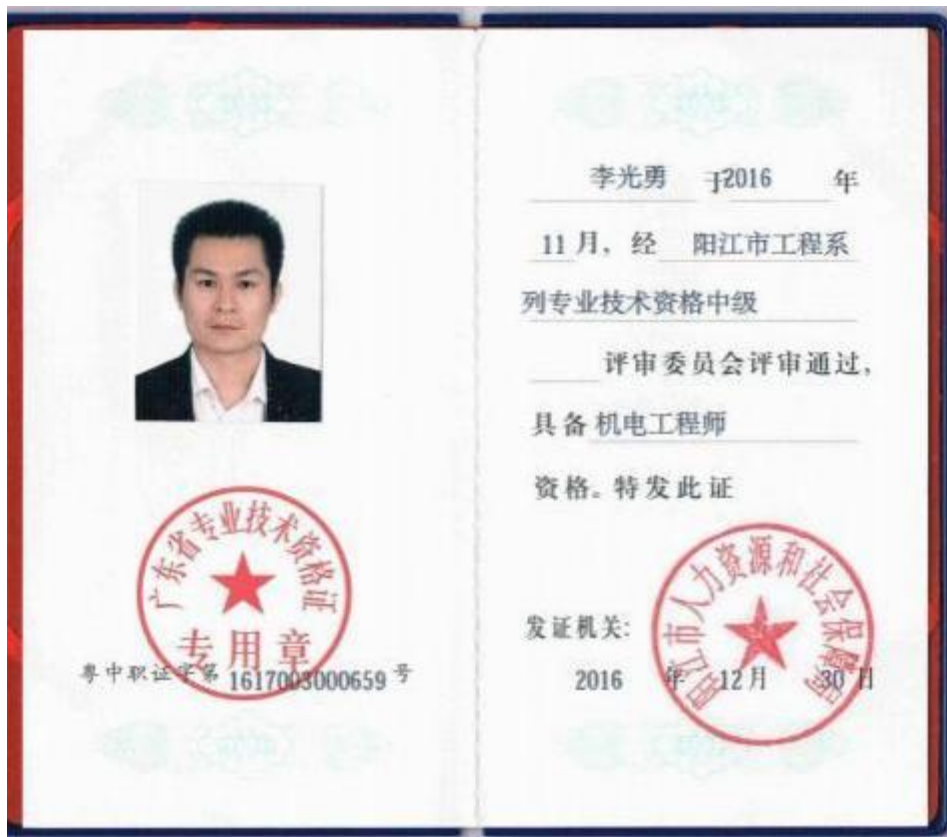 广东省专业技术资格证
专用章
粤中职证字第 1617003000659 号
李光勇 于2016 年
11月，经 阳江市工程系
列专业技术资格中级
评审委员会评审通过，
具备 机电工程师
资格。特发此证
阳江市人力资源和社会保障局
发证机关:
2016 年 12月 30日